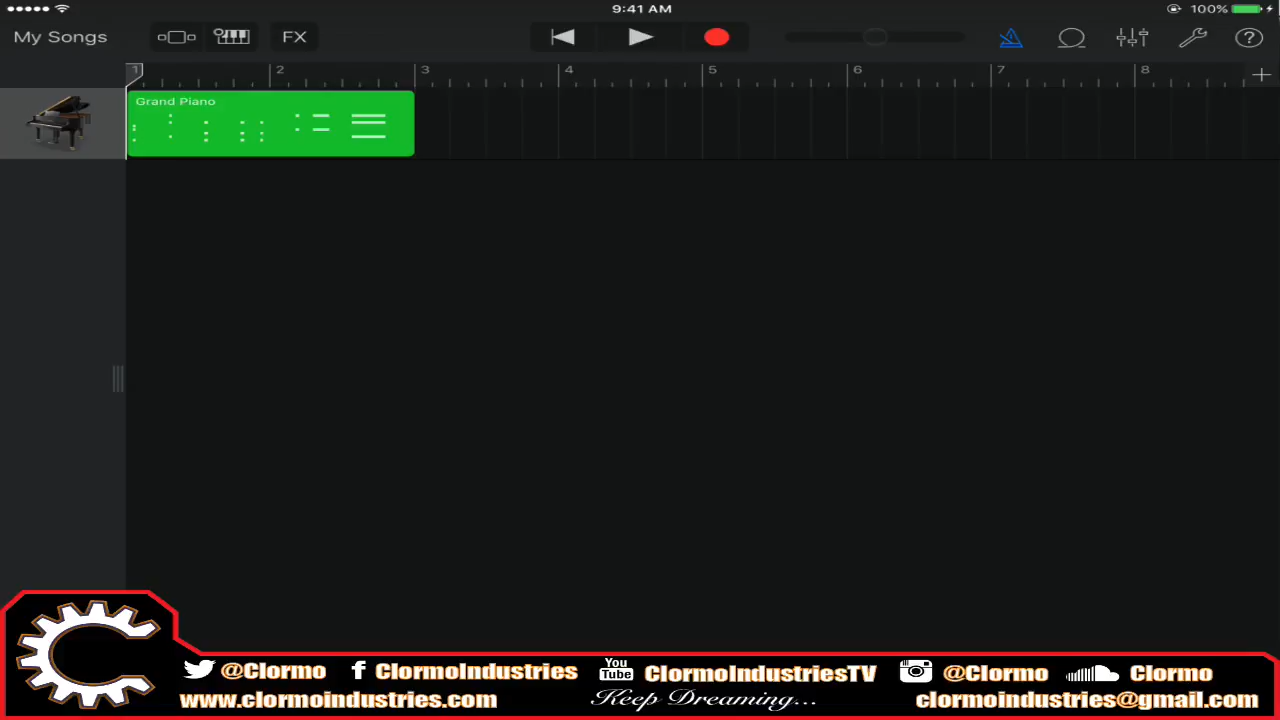 9:41 AM
100%
My Songs
FX
1 2 3 4 5 6 7 8
Grand Piano
@Clormo ClormoIndustries You Tube ClormoIndustriesTV @Clormo Clormo
www.clormoindustries.com Keep Dreaming... clormoindustries@gmail.com